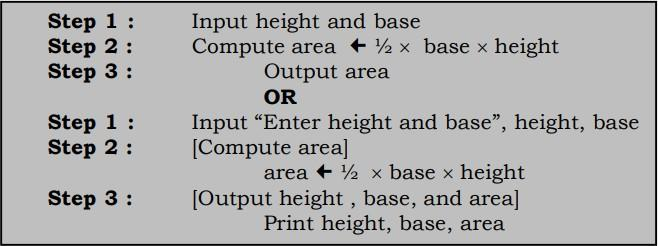 Step 1 : Input height and base
Step 2 : Compute area 🡨 ½ × base × height
Step 3 : Output area
OR
Step 1 : Input “Enter height and base”, height, base
Step 2 : [Compute area]
area 🡨 ½ × base × height
Step 3 : [Output height , base, and area]
Print height, base, area